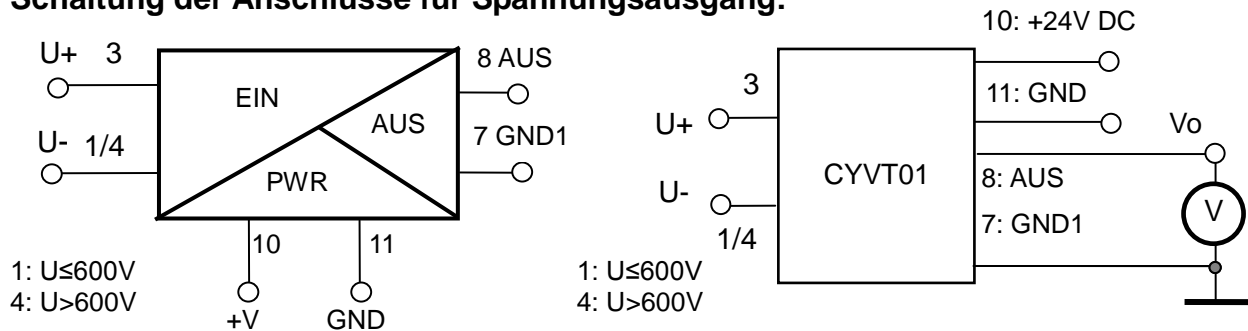 Schaltung der Anschlüsse für Spannungsausgang:
U+ 3
EIN
8 AUS
AUS
U- 1/4
7 GND1
PWR
10
11
1: U≤600V
4: U>600V
+V
GND
10: +24V DC
3
11: GND
U+
Vo
CYVT01
8: AUS
U-
V
7: GND1
1/4
1: U≤600V
4: U>600V